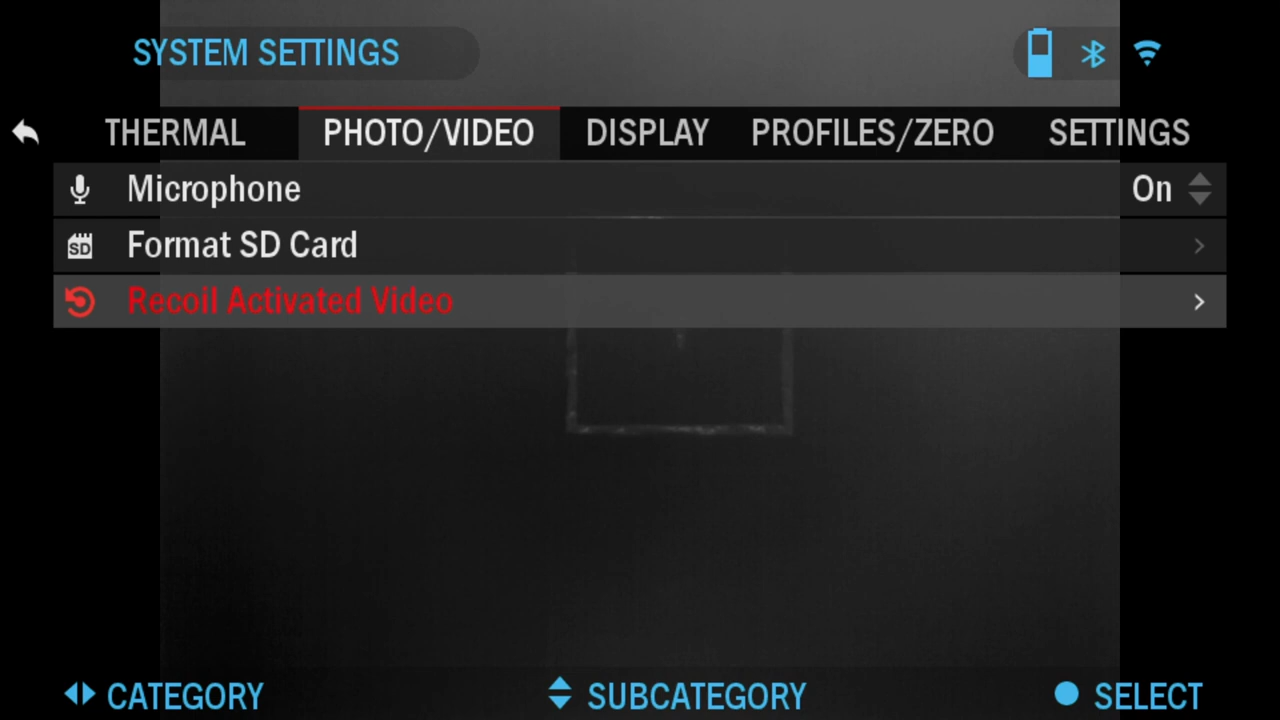 SYSTEM SETTINGS
THERMAL PHOTO/VIDEO DISPLAY PROFILES/ZERO SETTINGS
Microphone On
SD Format SD Card
Recoil Activated Video
CATEGORY SUBCATEGORY SELECT